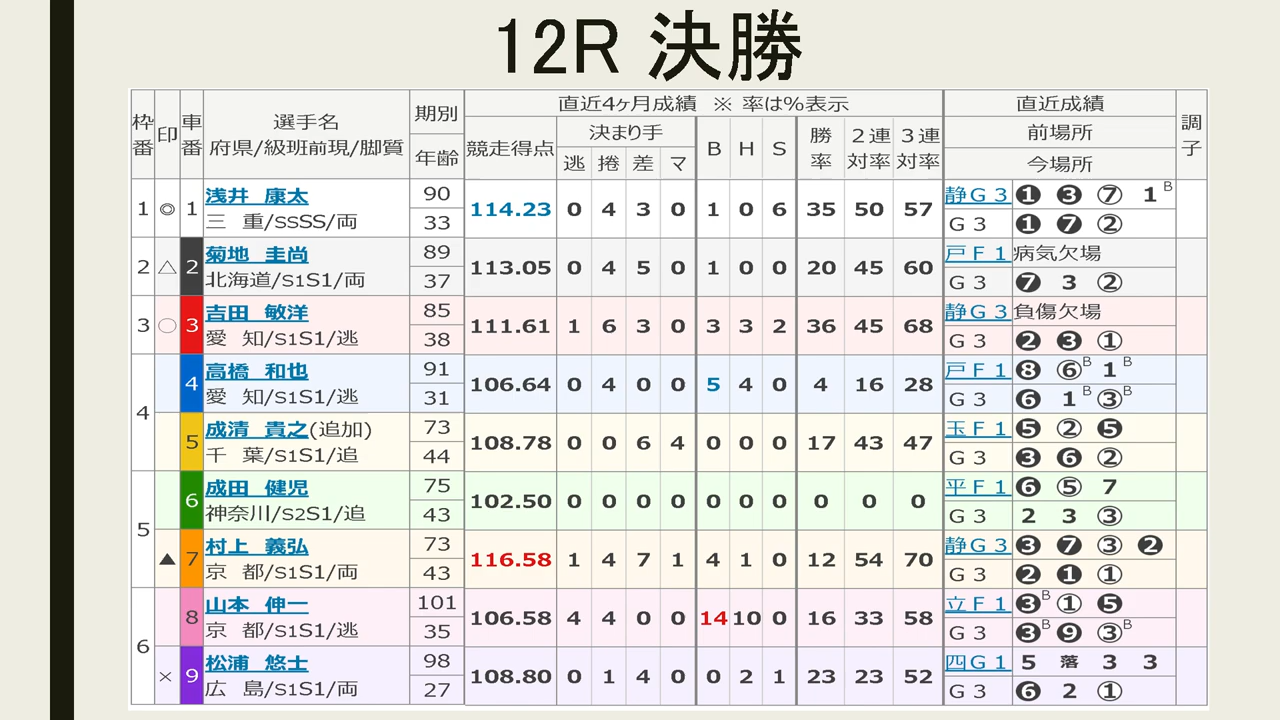 12R 決勝
枠番 印 車番 選手名 府県/級班前現/脚質 期別 年齢 直近4ヶ月成績 ※ 率は%表示 直近成績 調子
競走得点 決まり手 B H S 勝率 2連対率 3連対率 前場所
逃 捲 差 マ 今場所
1 ◎ 1 浅井 康太 90 114.23 0 4 3 0 1 0 6 35 50 57 静G3 ❶ ❸ ⑦ 1B
三 重/SSSS/両 33 G3 ❶ ❼ ②
2 △ 2 菊地 圭尚 89 113.05 0 4 5 0 1 0 0 20 45 60 戸F1 病気欠場
北海道/S1S1/両 37 G3 ❼ 3 ②
3 ○ 3 吉田 敏洋 85 111.61 1 6 3 0 3 3 2 36 45 68 静G3 負傷欠場
愛 知/S1S1/逃 38 G3 ❷ ❸ ①
4 4 高橋 和也 91 106.64 0 4 0 0 5 4 0 4 16 28 戸F1 ❽ ⑥B 1B
愛 知/S1S1/逃 31 G3 ❻ 1B ③B
5 成清 貴之(追加) 73 108.78 0 0 6 4 0 0 0 17 43 47 玉F1 ❺ ② ❺
千 葉/S1S1/追 44 G3 ❸ ❻ ②
5 6 成田 健児 75 102.50 0 0 0 0 0 0 0 0 0 0 平F1 ❻ ⑤ 7
神奈川/S2S1/追 43 G3 2 3 ③
▲ 7 村上 義弘 73 116.58 1 4 7 1 4 1 0 12 54 70 静G3 ❸ ❼ ③ ❷
京 都/S1S1/両 43 G3 ❷ ❶ ①
6 8 山本 伸一 101 106.58 4 4 0 0 14 10 0 16 33 58 立F1 ❸B ① ❺
京 都/S1S1/逃 35 G3 ❸B ❾ ③B
× 9 松浦 悠士 98 108.80 0 1 4 0 0 2 1 23 23 52 四G1 5 落 3 3
広 島/S1S1/両 27 G3 ❻ 2 ①